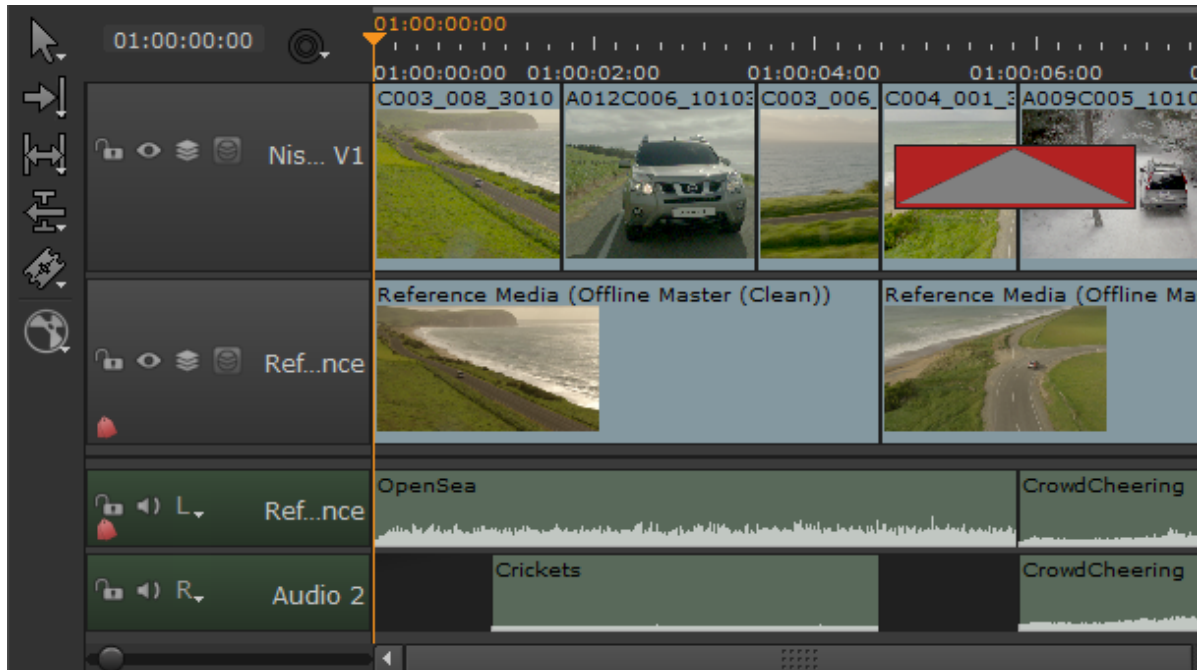 01:00:00:00
01:00:00:00
01:00:00:00 01:00:02:00 01:00:04:00 01:00:06:00 0
C003_008_3010 A012C006_10103 C003_006_ C004_001_3 A009C005_1010
Nis... V1
Reference Media (Offline Master (Clean)) Reference Media (Offline Ma
Ref...nce
OpenSea CrowdCheering
L Ref...nce
Crickets CrowdCheering
R Audio 2